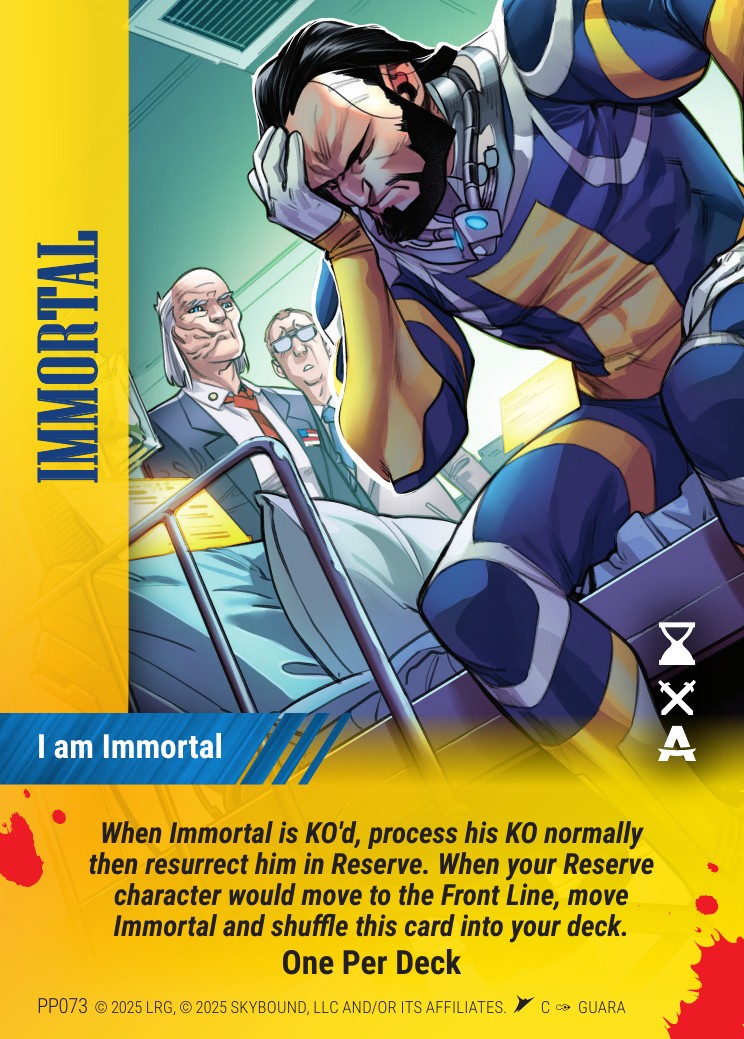 IMMORTAL
I am Immortal
When Immortal is KO'd, process his KO normally
then resurrect him in Reserve. When your Reserve
character would move to the Front Line, move
Immortal and shuffle this card into your deck.
One Per Deck
PP073 © 2025 LRG, © 2025 SKYBOUND, LLC AND/OR ITS AFFILIATES. C GUARA